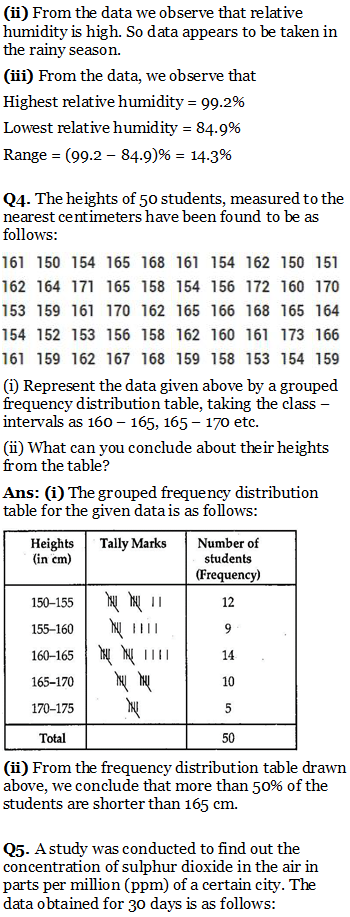 (ii) From the data we observe that relative
humidity is high. So data appears to be taken in
the rainy season.
(iii) From the data, we observe that
Highest relative humidity = 99.2%
Lowest relative humidity = 84.9%
Range = (99.2 – 84.9)% = 14.3%
Q4. The heights of 50 students, measured to the
nearest centimeters have been found to be as
follows:
161 150 154 165 168 161 154 162 150 151
162 164 171 165 158 154 156 172 160 170
153 159 161 170 162 165 166 168 165 164
154 152 153 156 158 162 160 161 173 166
161 159 162 167 168 159 158 153 154 159
(i) Represent the data given above by a grouped
frequency distribution table, taking the class –
intervals as 160 – 165, 165 – 170 etc.
(ii) What can you conclude about their heights
from the table?
Ans: (i) The grouped frequency distribution
table for the given data is as follows:
Heights Tally Marks Number of
(in cm) students
(Frequency)
150–155 12
155–160 9
160–165 14
165–170 10
170–175 5
Total 50
(ii) From the frequency distribution table drawn
above, we conclude that more than 50% of the
students are shorter than 165 cm.
Q5. A study was conducted to find out the
concentration of sulphur dioxide in the air in
parts per million (ppm) of a certain city. The
data obtained for 30 days is as follows: